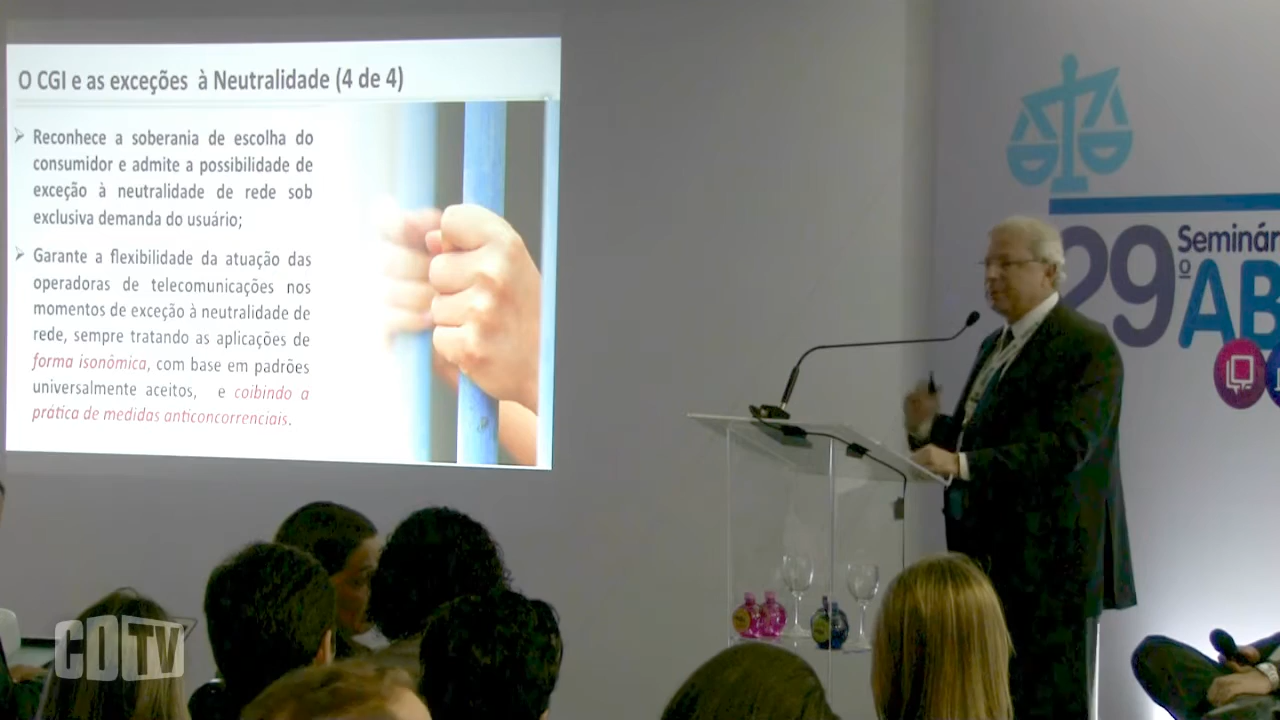 O CGI e as exceções à Neutralidade (4 de 4)
Reconhece a soberania de escolha do
consumidor e admite a possibilidade de
exceção à neutralidade de rede sob
exclusiva demanda do usuário;
Garante a flexibilidade da atuação das
operadoras de telecomunicações nos
momentos de exceção à neutralidade de
rede, sempre tratando as aplicações de
forma isonômica, com base em padrões
universalmente aceitos, e coibindo a
prática de medidas anticoncorrenciais.
29º Seminár
AB
CDTV